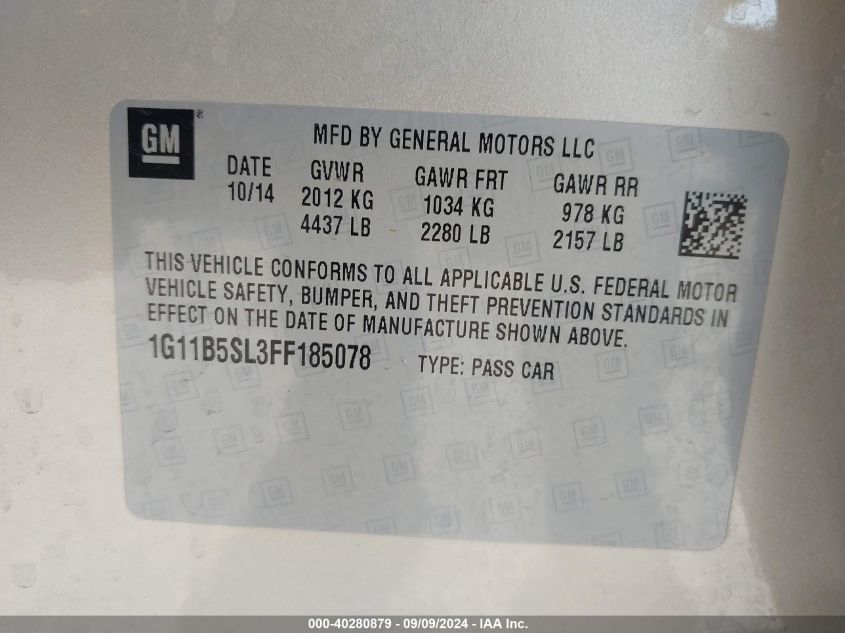 GM ®
MFD BY GENERAL MOTORS LLC
DATE GVWR GAWR FRT GAWR RR
10/14 2012 KG 1034 KG 978 KG
4437 LB 2280 LB 2157 LB
THIS VEHICLE CONFORMS TO ALL APPLICABLE U.S. FEDERAL MOTOR
VEHICLE SAFETY, BUMPER, AND THEFT PREVENTION STANDARDS IN
EFFECT ON THE DATE OF MANUFACTURE SHOWN ABOVE.
1G11B5SL3FF185078 TYPE: PASS CAR
000-40280879 - 09/09/2024 - IAA Inc.